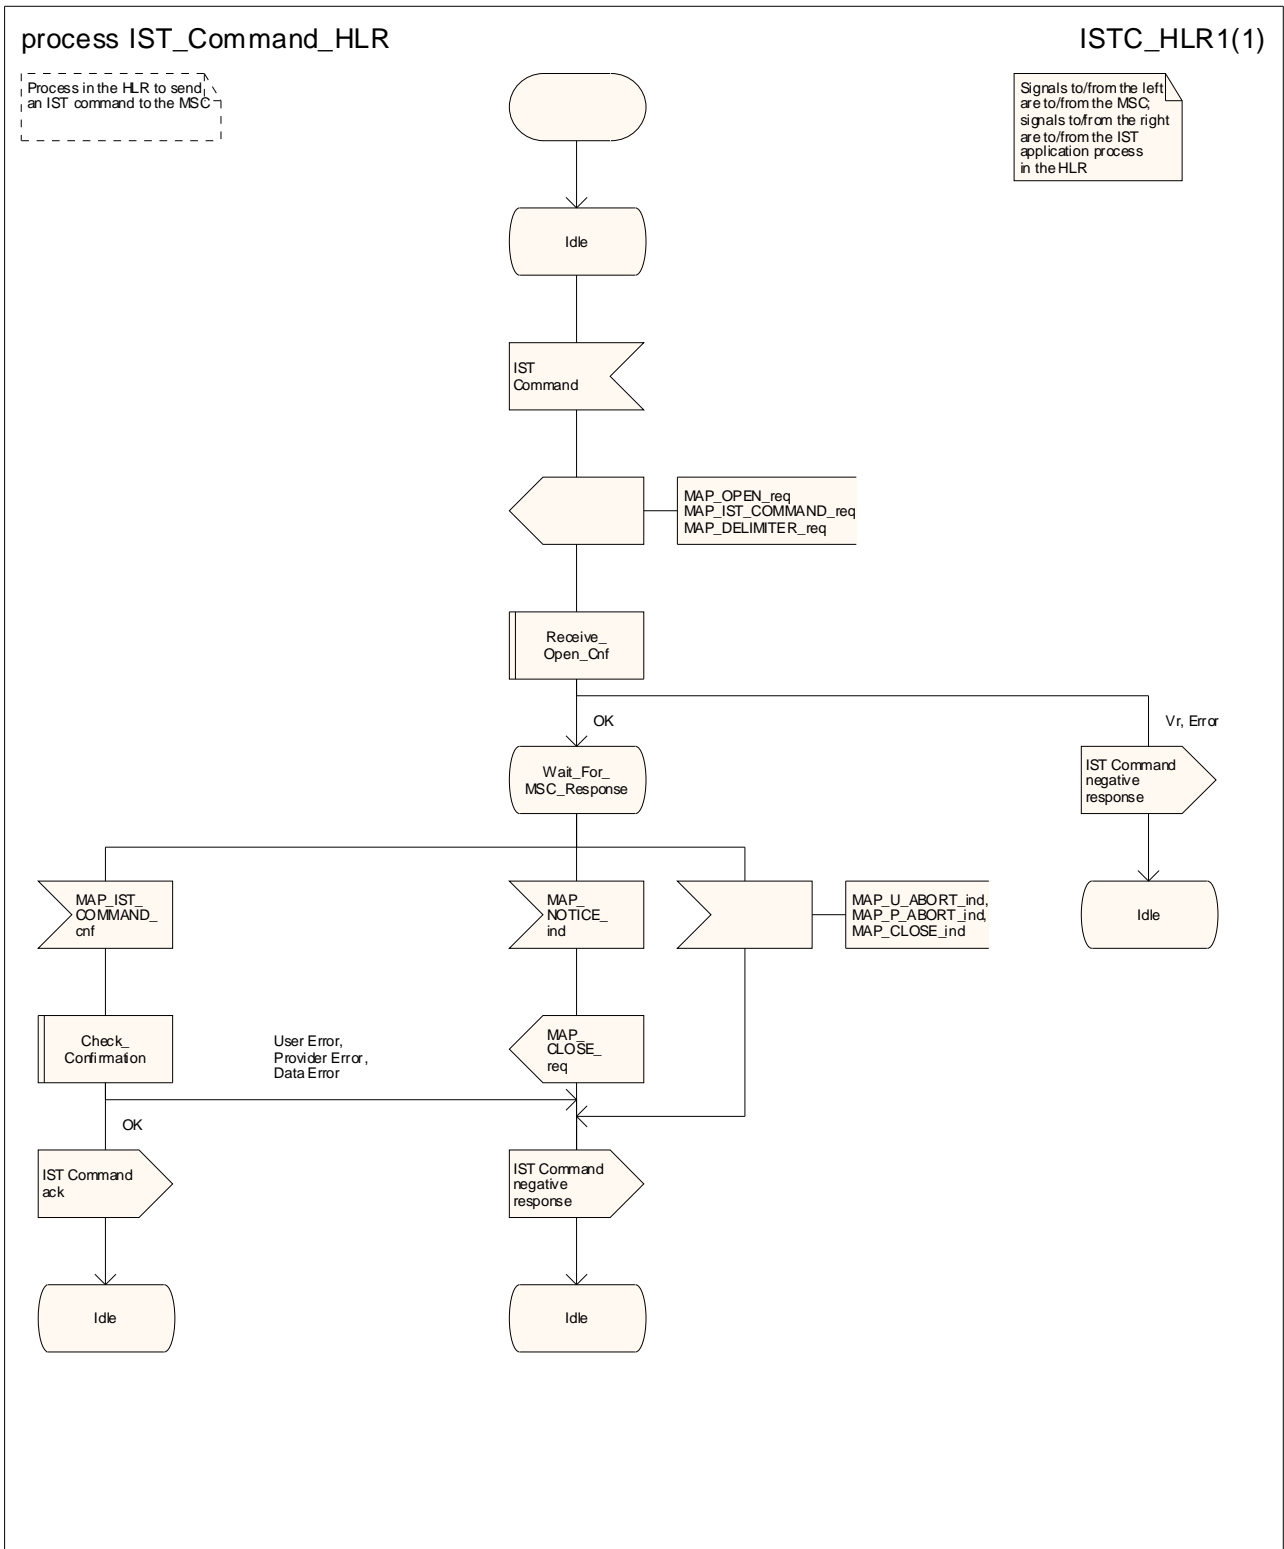 process IST_Command_HLR
ISTC_HLR1(1)
Process in the HLR to send
an IST command to the MSC
Signals to/from the left
are to/from the MSC;
signals to/from the right
are to/from the IST
application process
in the HLR
Idle
IST
Command
MAP_OPEN_req
MAP_IST_COMMAND_req
MAP_DELIMITER_req
Receive_
Open_Cnf
OK
Vr, Error
Wait_For_
MSC_Response
IST Command
negative
response
MAP_IST_
COMMAND_
cnf
MAP_
NOTICE_
ind
MAP_U_ABORT_ind,
MAP_P_ABORT_ind,
MAP_CLOSE_ind
Idle
Check_
Confirmation
User Error,
Provider Error,
Data Error
MAP_
CLOSE_
req
OK
IST Command
ack
IST Command
negative
response
Idle
Idle